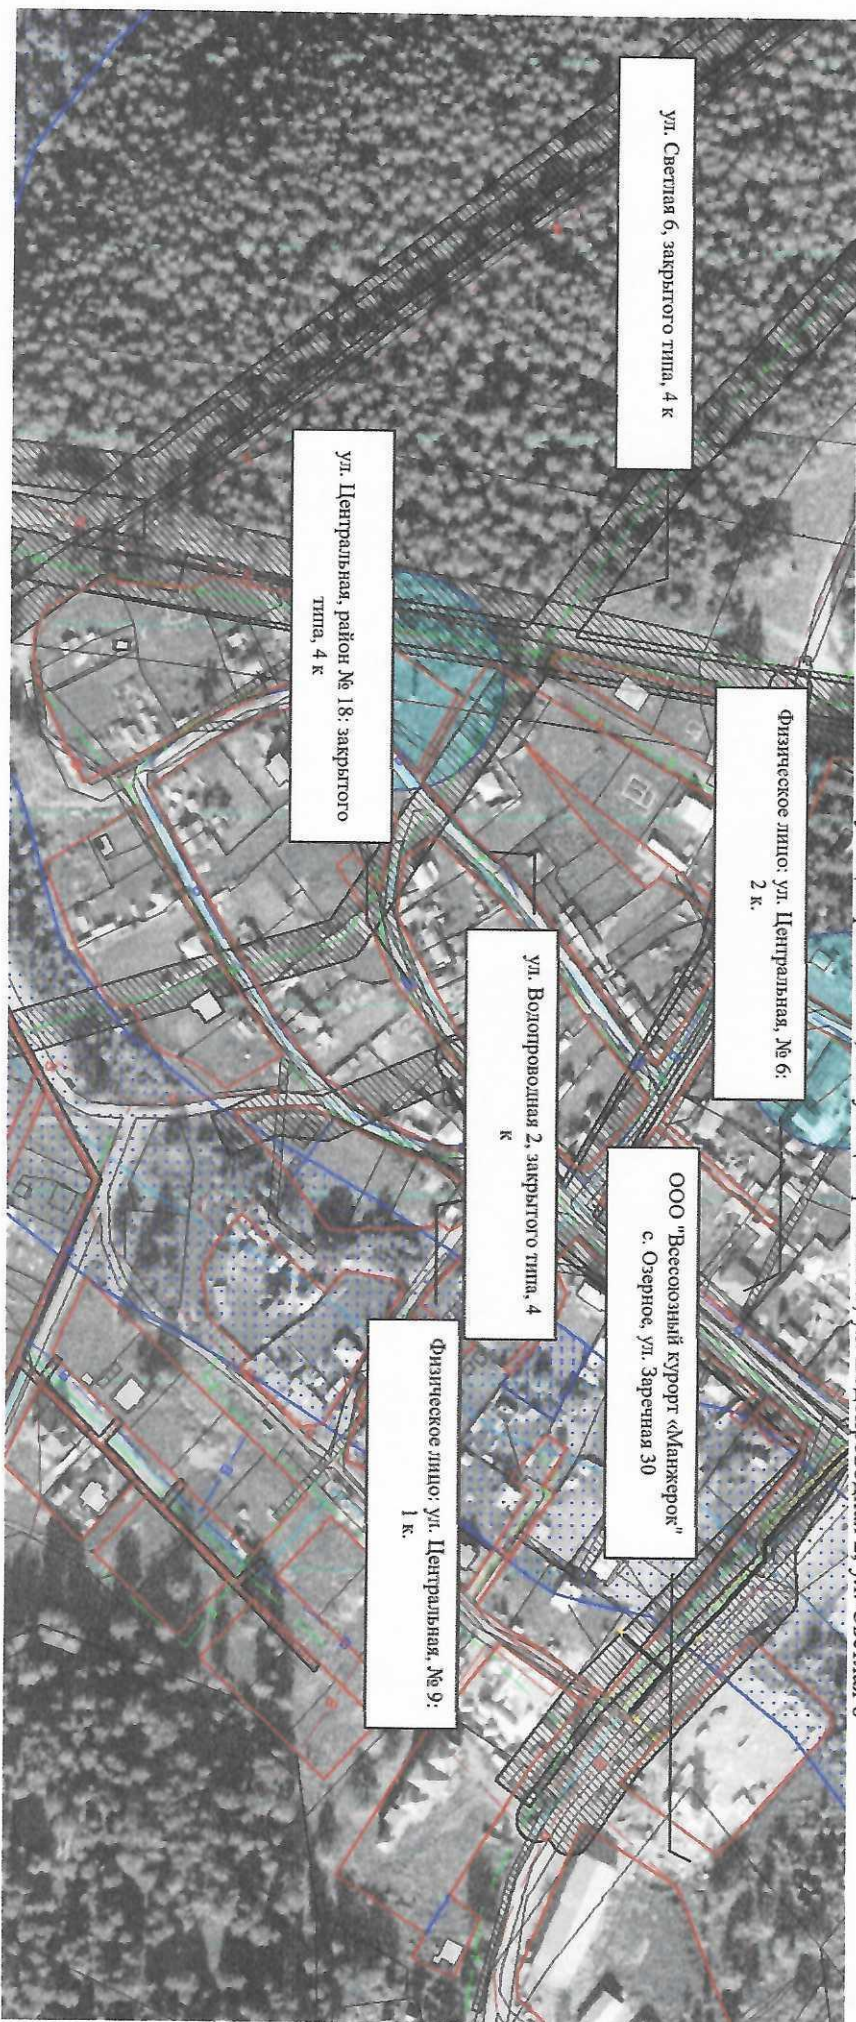 ул. Светлая 6, закрытого типа, 4 к
Физическое лицо: ул. Центральная, № 6:
2 к.
ул. Центральная, район № 18: закрытого
типа, 4 к
ООО "Всесоюзный курорт «Манжерок"
с. Озерное, ул. Заречная 30
ул. Водопроводная 2, закрытого типа, 4
к
Физическое лицо: ул. Центральная, № 9:
1 к.